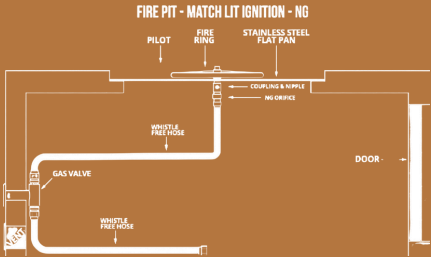 FIRE PIT - MATCH LIT IGNITION - NG
PILOT
FIRE
RING
STAINLESS STEEL
FLAT PAN
COUPLING & NIPPLE
NG ORIFICE
WHISTLE
FREE HOSE
DOOR -
GAS VALVE
VENT
WHISTLE
FREE HOSE